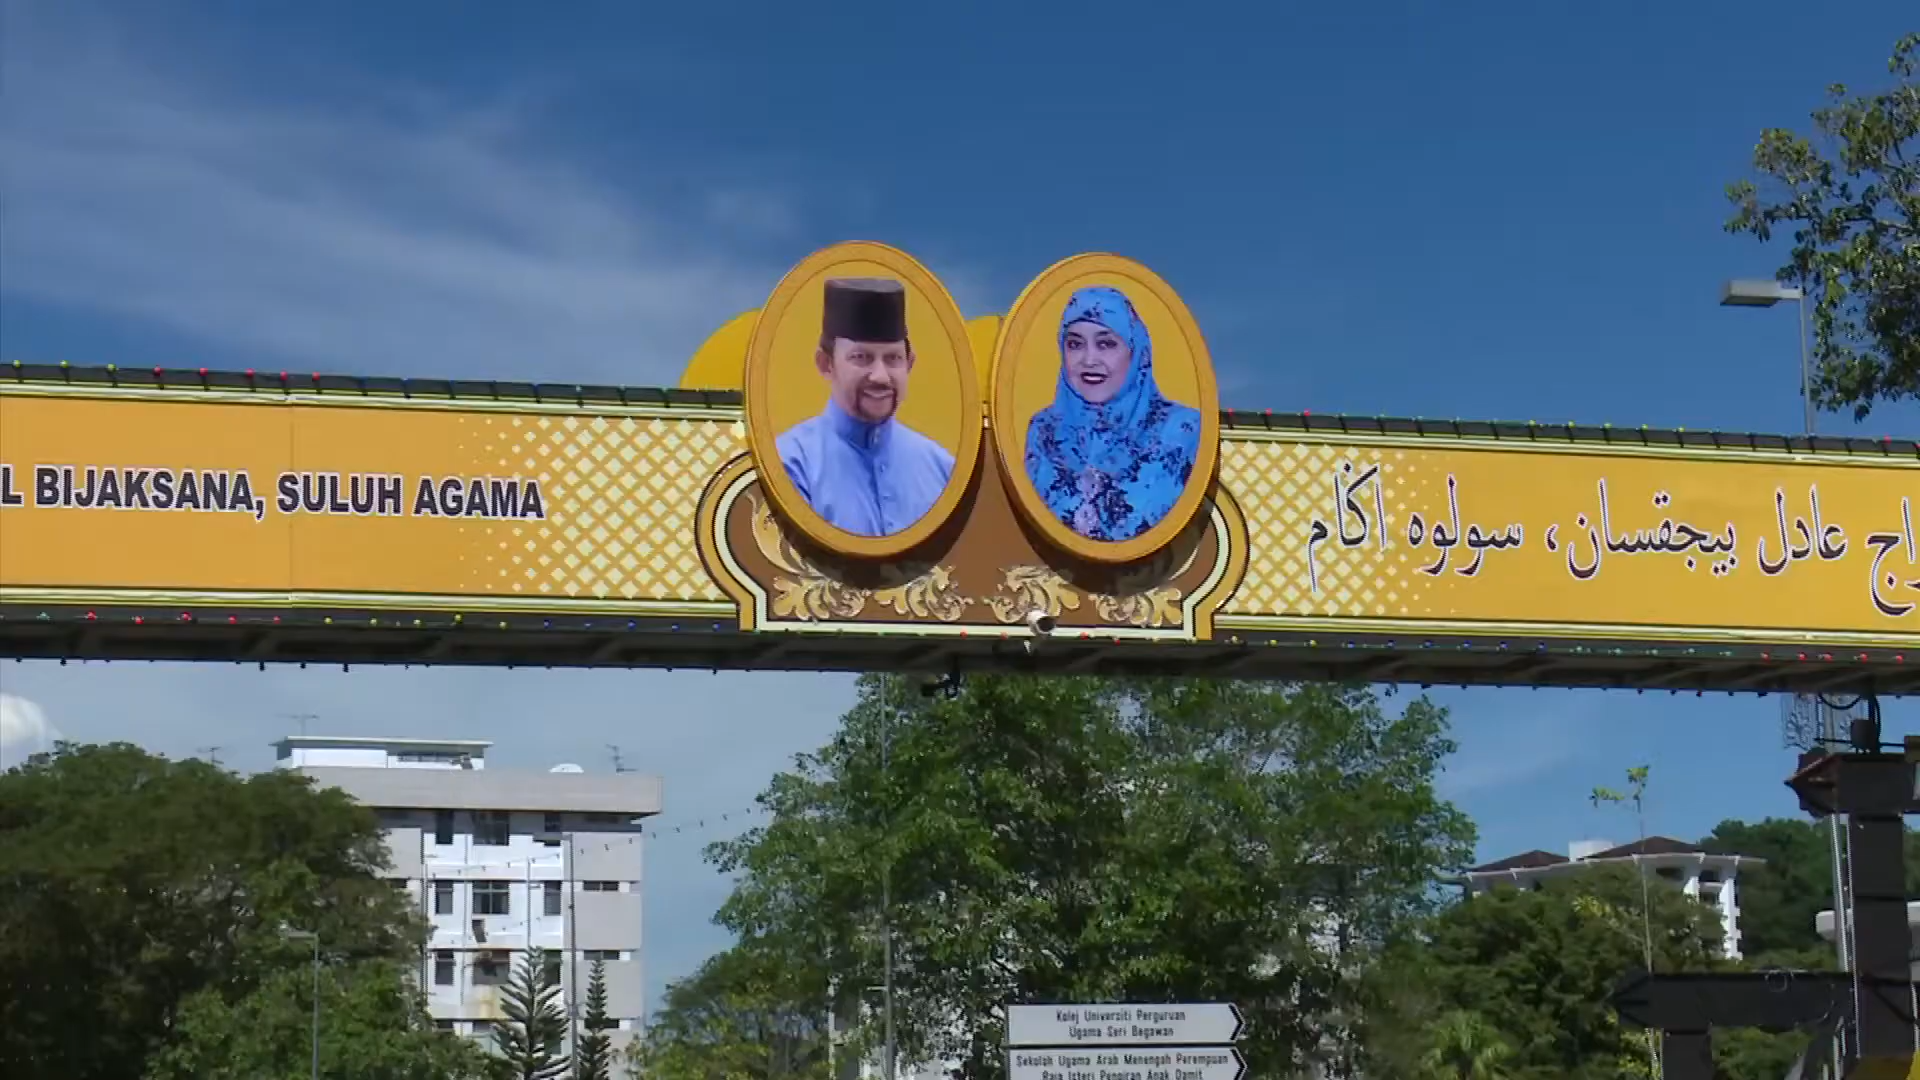 L BIJAKSANA, SULUH AGAMA
راج عادل بيجقسان، سولوه اݢام
Kolej Universiti Perguruan
Ugama Seri Begawan
Sekolah Ugama Arab Menengah Perempuan
Raja Isteri Pengiran Anak Damit